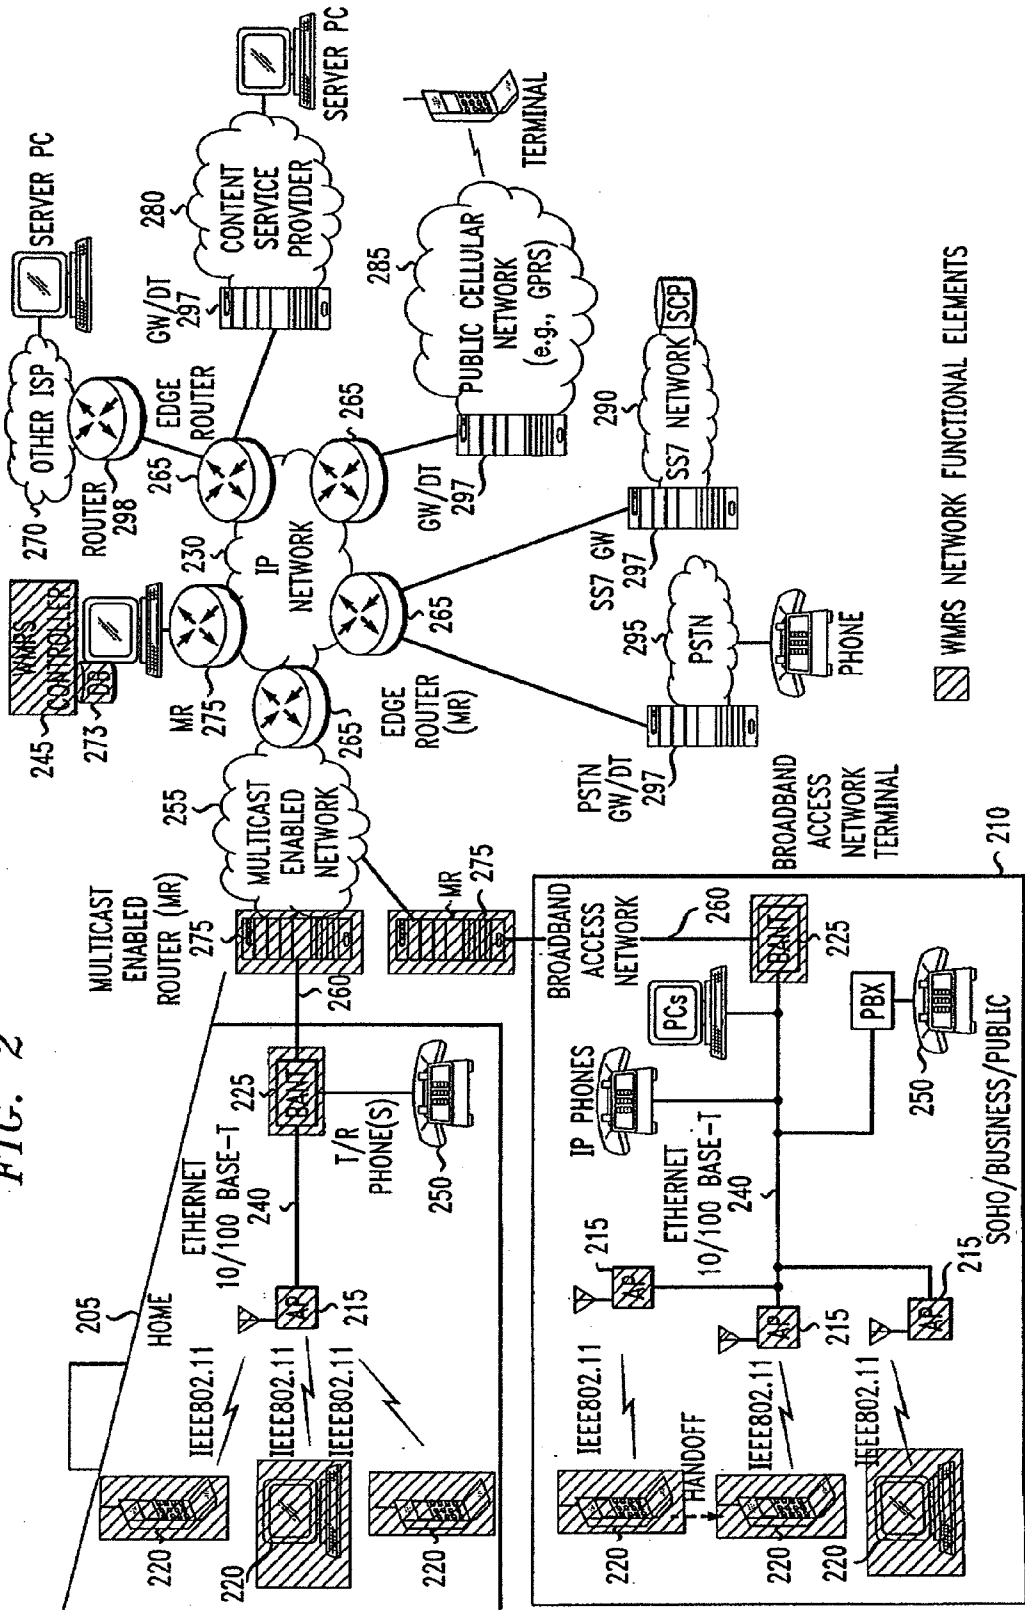 FIG. 2
205
HOME
220
220
220
IEEE802.11
IEEE802.11
IEEE802.11
AP
215
ETHERNET
10/100 BASE-T
240
BANT
225
T/R
PHONE(S)
250
260
MULTICAST
ENABLED
ROUTER (MR)
275
MULTICAST
ENABLED
NETWORK
255
MR
275
WMRS
CONTROLLER
245
DB
273
MR
275
265
EDGE
ROUTER
(MR)
IP
NETWORK
230
270
OTHER ISP
SERVER PC
ROUTER
298
EDGE
ROUTER
265
265
265
GW/DT
297
CONTENT
SERVICE
PROVIDER
280
SERVER PC
GW/DT
297
PUBLIC CELLULAR
NETWORK
(e.g., GPRS)
285
TERMINAL
SS7 GW
297
SS7 NETWORK
290
SCP
PSTN
GW/DT
297
PSTN
295
PHONE
BROADBAND
ACCESS
NETWORK
260
BROADBAND
ACCESS
NETWORK
TERMINAL
210
BANT
225
PCs
IP PHONES
PBX
250
ETHERNET
10/100 BASE-T
240
SOHO/BUSINESS/PUBLIC
215
AP
AP
215
AP
215
IEEE802.11
IEEE802.11
IEEE802.11
HANDOFF
220
220
220
WMRS NETWORK FUNCTIONAL ELEMENTS